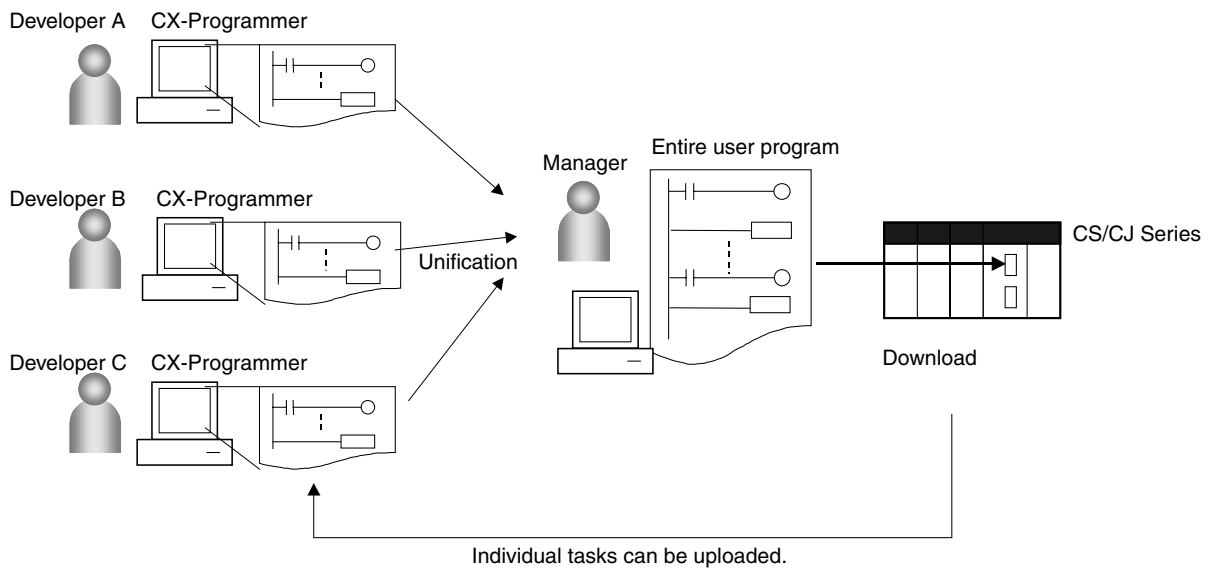 Developer A
CX-Programmer
Developer B
CX-Programmer
Developer C
CX-Programmer
Unification
Manager
Entire user program
CS/CJ Series
Download
Individual tasks can be uploaded.